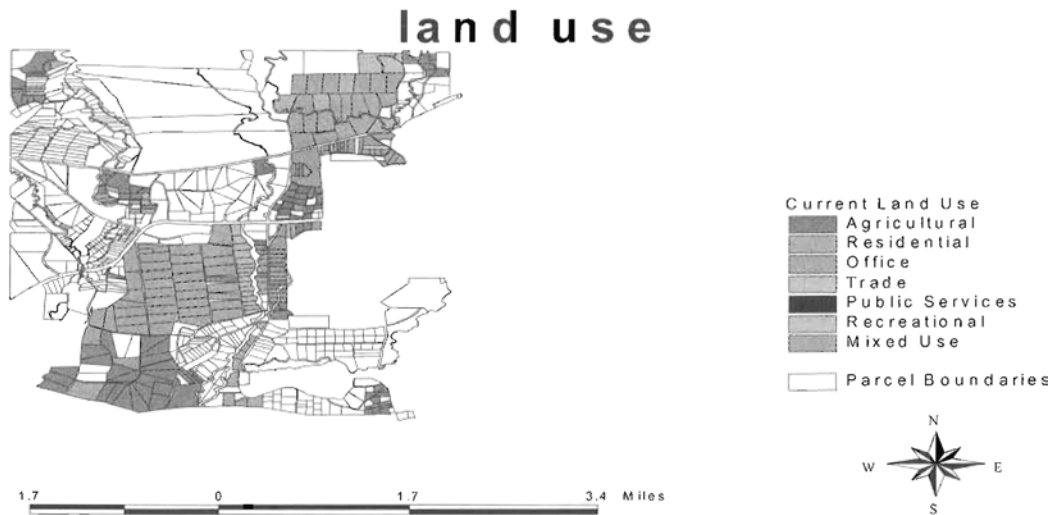 land use
Current Land Use
Agricultural
Residential
Office
Trade
Public Services
Recreational
Mixed Use
Parcel Boundaries
N
W E
S
1.7 0 1.7 3.4 Miles